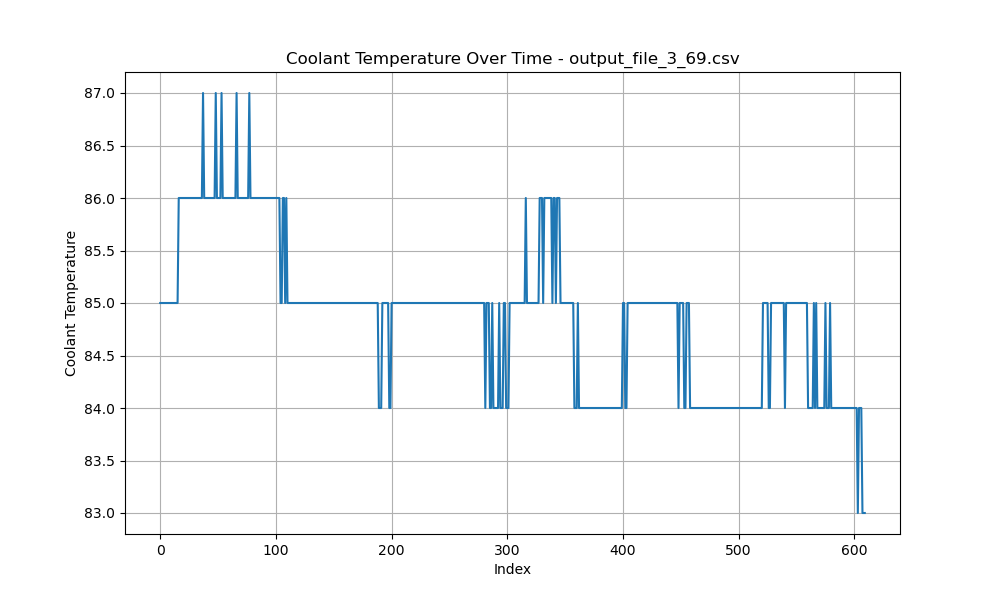 Coolant Temperature Over Time - output_file_3_69.csv
Coolant Temperature
87.0
86.5
86.0
85.5
85.0
84.5
84.0
83.5
83.0
0 100 200 300 400 500 600
Index